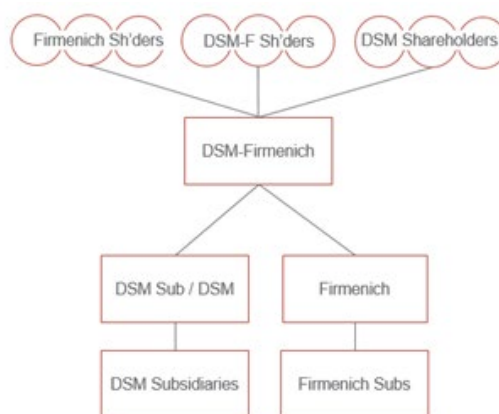 Firmenich Sh'ders
DSM-F Sh'ders
DSM Shareholders
DSM-Firmenich
DSM Sub / DSM
Firmenich
DSM Subsidiaries
Firmenich Subs